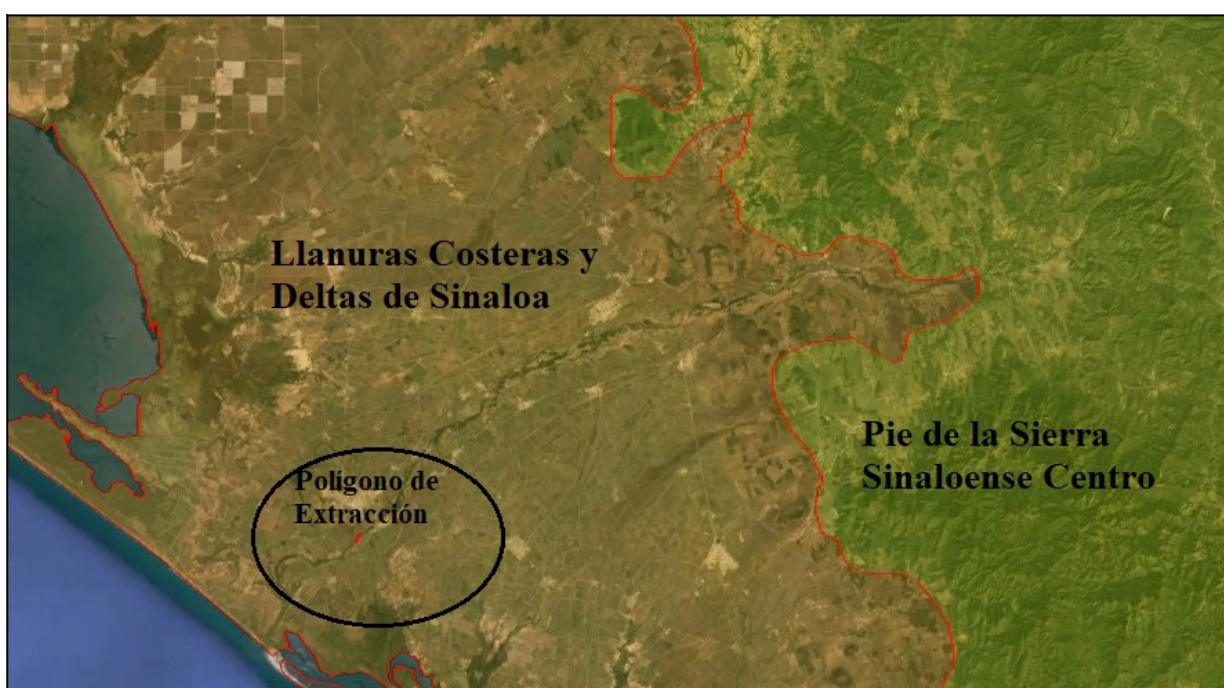 Llanuras Costeras y
Deltas de Sinaloa
Pie de la Sierra
Sinaloense Centro
Polígono de
Extracción